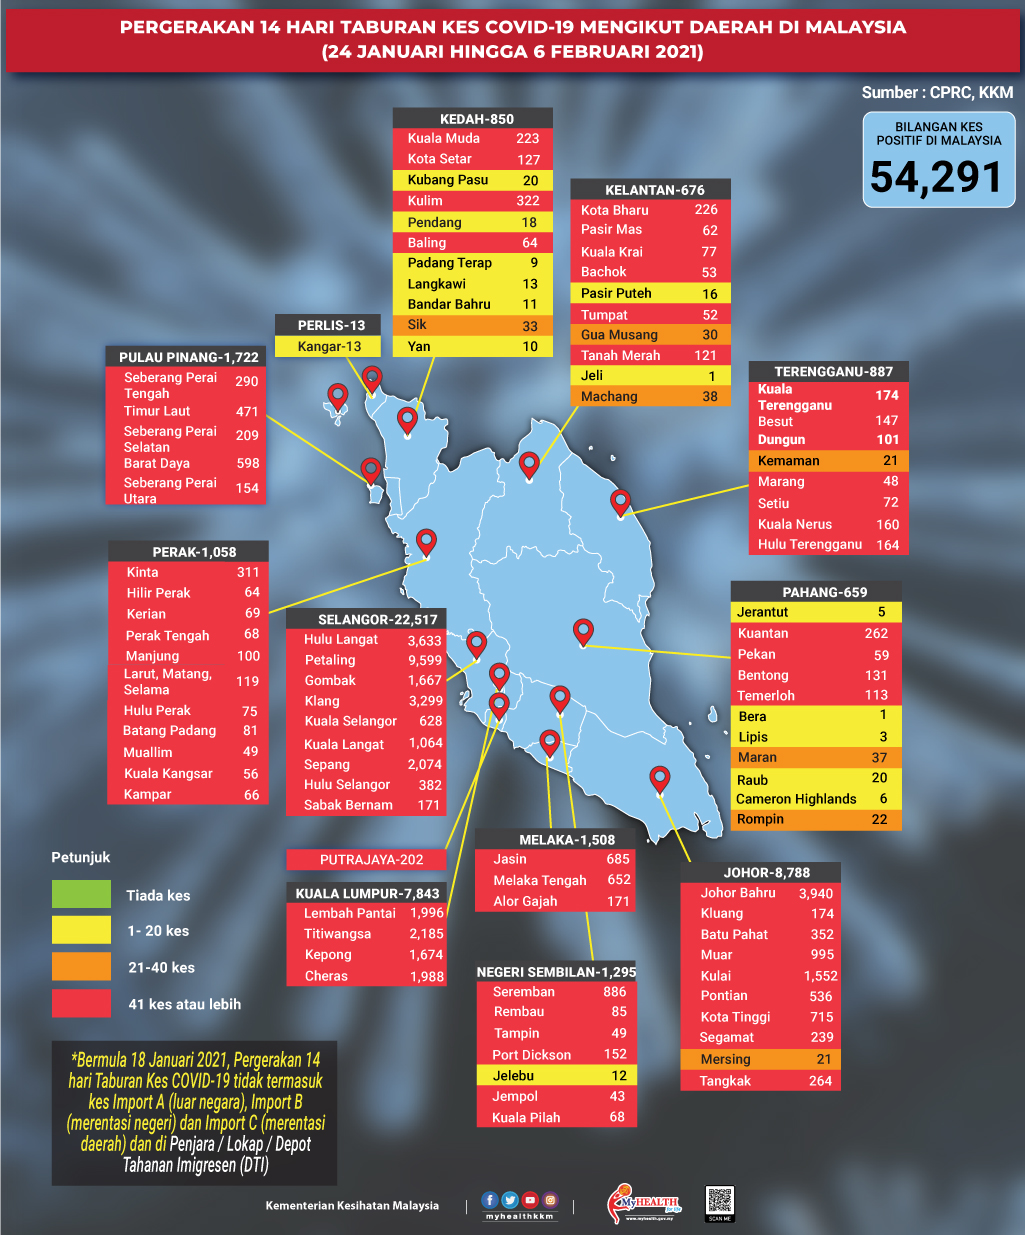 PERGERAKAN 14 HARI TABURAN KES COVID-19 MENGIKUT DAERAH DI MALAYSIA
(24 JANUARI HINGGA 6 FEBRUARI 2021)
Sumber : CPRC, KKM
BILANGAN KES
POSITIF DI MALAYSIA
54,291
KEDAH-850
Kuala Muda 223
Kota Setar 127
Kubang Pasu 20
Kulim 322
Pendang 18
Baling 64
Padang Terap 9
Langkawi 13
Bandar Bahru 11
Sik 33
Yan 10
KELANTAN-676
Kota Bharu 226
Pasir Mas 62
Kuala Krai 77
Bachok 53
Pasir Puteh 16
Tumpat 52
Gua Musang 30
Tanah Merah 121
Jeli 1
Machang 38
PERLIS-13
Kangar-13
PULAU PINANG-1,722
Seberang Perai
Tengah 290
Timur Laut 471
Seberang Perai
Selatan 209
Barat Daya 598
Seberang Perai
Utara 154
TERENGGANU-887
Kuala
Terengganu 174
Besut 147
Dungun 101
Kemaman 21
Marang 48
Setiu 72
Kuala Nerus 160
Hulu Terengganu 164
PERAK-1,058
Kinta 311
Hilir Perak 64
Kerian 69
Perak Tengah 68
Manjung 100
Larut, Matang,
Selama 119
Hulu Perak 75
Batang Padang 81
Muallim 49
Kuala Kangsar 56
Kampar 66
SELANGOR-22,517
Hulu Langat 3,633
Petaling 9,599
Gombak 1,667
Klang 3,299
Kuala Selangor 628
Kuala Langat 1,064
Sepang 2,074
Hulu Selangor 382
Sabak Bernam 171
PAHANG-659
Jerantut 5
Kuantan 262
Pekan 59
Bentong 131
Temerloh 113
Bera 1
Lipis 3
Maran 37
Raub 20
Cameron Highlands 6
Rompin 22
PUTRAJAYA-202
KUALA LUMPUR-7,843
Lembah Pantai 1,996
Titiwangsa 2,185
Kepong 1,674
Cheras 1,988
MELAKA-1,508
Jasin 685
Melaka Tengah 652
Alor Gajah 171
NEGERI SEMBILAN-1,295
Seremban 886
Rembau 85
Tampin 49
Port Dickson 152
Jelebu 12
Jempol 43
Kuala Pilah 68
JOHOR-8,788
Johor Bahru 3,940
Kluang 174
Batu Pahat 352
Muar 995
Kulai 1,552
Pontian 536
Kota Tinggi 715
Segamat 239
Mersing 21
Tangkak 264
Petunjuk
Tiada kes
1- 20 kes
21-40 kes
41 kes atau lebih
*Bermula 18 Januari 2021, Pergerakan 14
hari Taburan Kes COVID-19 tidak termasuk
kes Import A (luar negara), Import B
(merentasi negeri) dan Import C (merentasi
daerah) dan di Penjara / Lokap / Depot
Tahanan Imigresen (DTI)
Kementerian Kesihatan Malaysia
myhealthkkm
MyHEALTH
for life
www.myhealth.gov.my
SCAN ME